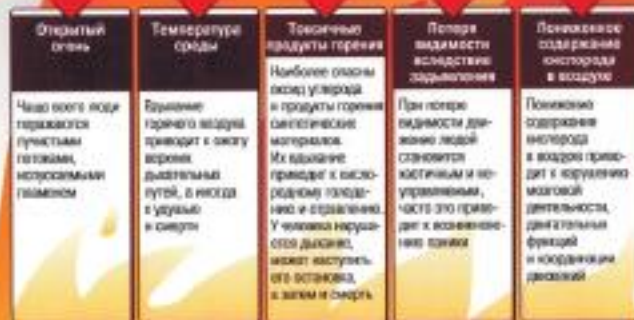 Открытый
огонь
Чаще всего люди
поражаются
лучистыми
потоками,
испускаемыми
пламенем
Температура
среды
Вдыхание
горячего воздуха
приводит к ожогу
верхних
дыхательных
путей, а иногда
к удушью
и смерти
Токсичные
продукты горения
Наиболее опасны
оксид углерода
и продукты горения
синтетических
материалов.
Их вдыхание
приводит к кисло-
родному голода-
нию и отравлению.
У человека наруша-
ется дыхание,
может наступить
его остановка,
а затем и смерть
Потеря
видимости
вследствие
задымления
При потере
видимости дви-
жение людей
становится
хаотичным и не-
управляемым,
часто это приво-
дит к возникнове-
нию паники
Пониженное
содержание
кислорода
в воздухе
Понижение
содержания
кислорода
в воздухе приво-
дит к нарушению
мозговой
деятельности,
двигательных
функций
и координации
движений